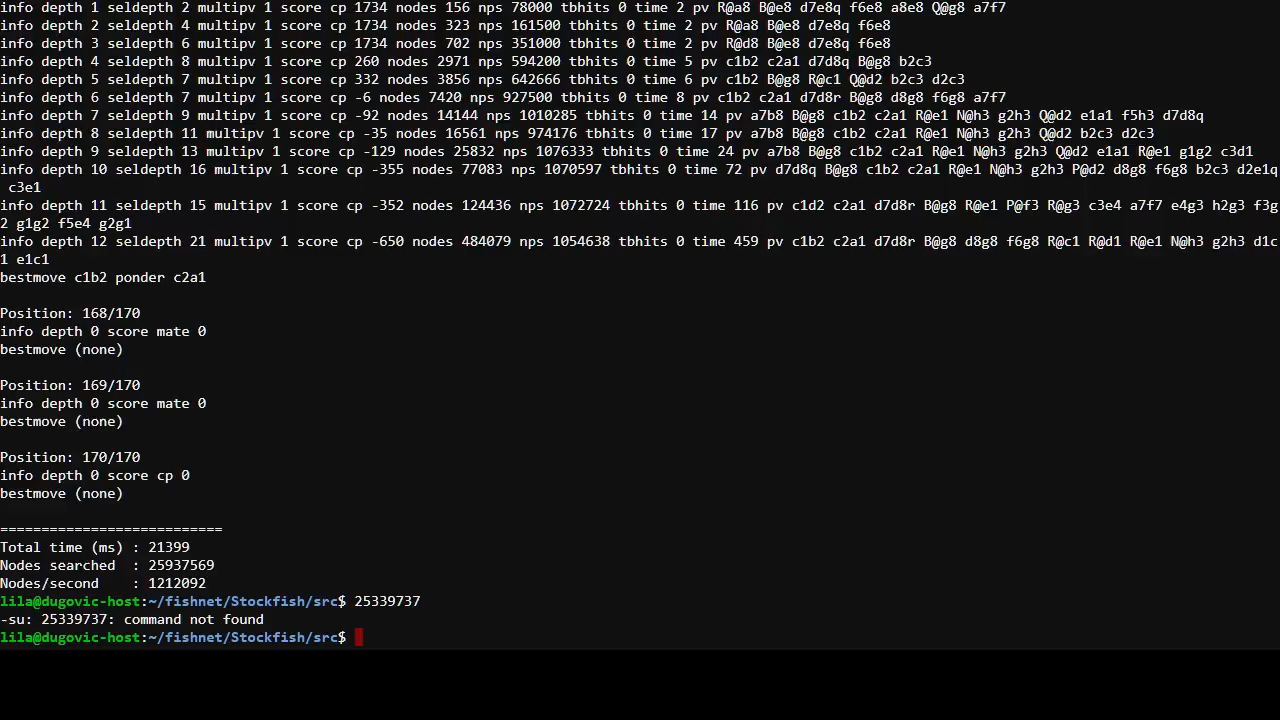 info depth 1 seldepth 2 multipv 1 score cp 1734 nodes 156 nps 78000 tbhits 0 time 2 pv R@a8 B@e8 d7e8q f6e8 a8e8 Q@g8 a7f7
info depth 2 seldepth 4 multipv 1 score cp 1734 nodes 323 nps 161500 tbhits 0 time 2 pv R@a8 B@e8 d7e8q f6e8
info depth 3 seldepth 6 multipv 1 score cp 1734 nodes 702 nps 351000 tbhits 0 time 2 pv R@d8 B@e8 d7e8q f6e8
info depth 4 seldepth 8 multipv 1 score cp 260 nodes 2971 nps 594200 tbhits 0 time 5 pv c1b2 c2a1 d7d8q B@g8 b2c3
info depth 5 seldepth 7 multipv 1 score cp 332 nodes 3856 nps 642666 tbhits 0 time 6 pv c1b2 B@g8 R@c1 Q@d2 b2c3 d2c3
info depth 6 seldepth 7 multipv 1 score cp -6 nodes 7420 nps 927500 tbhits 0 time 8 pv c1b2 c2a1 d7d8r B@g8 d8g8 f6g8 a7f7
info depth 7 seldepth 9 multipv 1 score cp -92 nodes 14144 nps 1010285 tbhits 0 time 14 pv a7b8 B@g8 c1b2 c2a1 R@e1 N@h3 g2h3 Q@d2 e1a1 f5h3 d7d8q
info depth 8 seldepth 11 multipv 1 score cp -35 nodes 16561 nps 974176 tbhits 0 time 17 pv a7b8 B@g8 c1b2 c2a1 R@e1 N@h3 g2h3 Q@d2 b2c3 d2c3
info depth 9 seldepth 13 multipv 1 score cp -129 nodes 25832 nps 1076333 tbhits 0 time 24 pv a7b8 B@g8 c1b2 c2a1 R@e1 N@h3 g2h3 Q@d2 e1a1 R@e1 g1g2 c3d1
info depth 10 seldepth 16 multipv 1 score cp -355 nodes 77083 nps 1070597 tbhits 0 time 72 pv d7d8q B@g8 c1b2 c2a1 R@e1 N@h3 g2h3 P@d2 d8g8 f6g8 b2c3 d2e1q
 c3e1
info depth 11 seldepth 15 multipv 1 score cp -352 nodes 124436 nps 1072724 tbhits 0 time 116 pv c1d2 c2a1 d7d8r B@g8 R@e1 P@f3 R@g3 c3e4 a7f7 e4g3 h2g3 f3g
2 g1g2 f5e4 g2g1
info depth 12 seldepth 21 multipv 1 score cp -650 nodes 484079 nps 1054638 tbhits 0 time 459 pv c1b2 c2a1 d7d8r B@g8 d8g8 f6g8 R@c1 R@d1 R@e1 N@h3 g2h3 d1c
1 e1c1
bestmove c1b2 ponder c2a1
Position: 168/170
info depth 0 score mate 0
bestmove (none)
Position: 169/170
info depth 0 score mate 0
bestmove (none)
Position: 170/170
info depth 0 score cp 0
bestmove (none)
===========================
Total time (ms) : 21399
Nodes searched  : 25937569
Nodes/second    : 1212092
lila@dugovic-host:~/fishnet/Stockfish/src$ 25339737
-su: 25339737: command not found
lila@dugovic-host:~/fishnet/Stockfish/src$